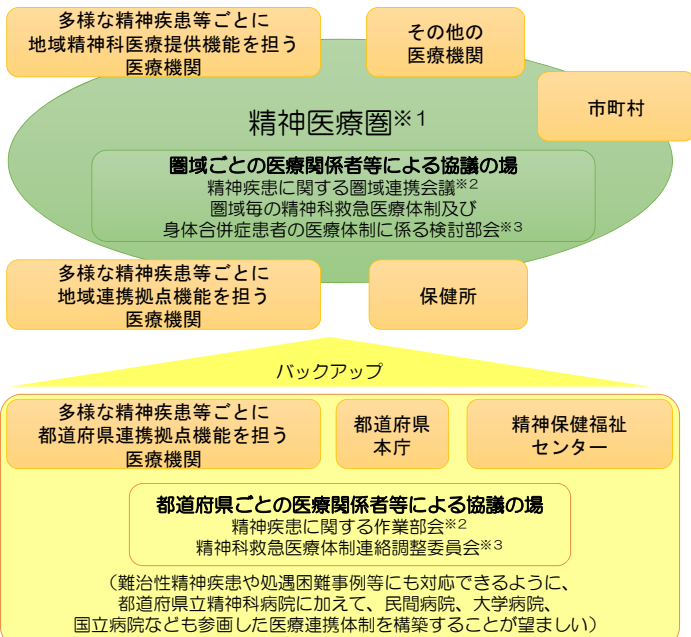 多様な精神疾患等ごとに
地域精神科医療提供機能を担う
医療機関
その他の
医療機関
市町村
精神医療圏※1
圏域ごとの医療関係者等による協議の場
精神疾患に関する圏域連携会議※2
圏域毎の精神科救急医療体制及び
身体合併症患者の医療体制に係る検討部会※3
多様な精神疾患等ごとに
地域連携拠点機能を担う
医療機関
保健所
バックアップ
多様な精神疾患等ごとに
都道府県連携拠点機能を担う
医療機関
都道府県
本庁
精神保健福祉
センター
都道府県ごとの医療関係者等による協議の場
精神疾患に関する作業部会※2
精神科救急医療体制連絡調整委員会※3
（難治性精神疾患や処遇困難事例等にも対応できるように、
都道府県立精神科病院に加えて、民間病院、大学病院、
国立病院なども参画した医療連携体制を構築することが望ましい）